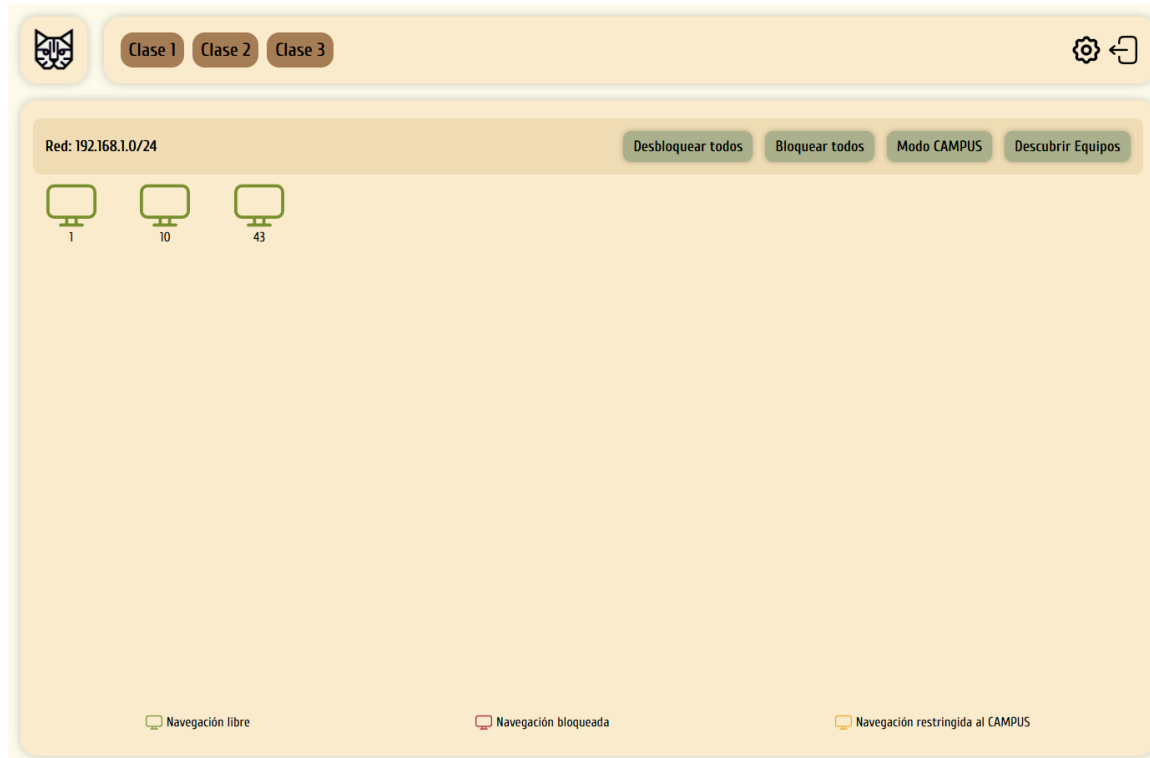 Clase 1 Clase 2 Clase 3
Red: 192.168.1.0/24 Desbloquear todos Bloquear todos Modo CAMPUS Descubrir Equipos
1 10 43
Navegación libre Navegación bloqueada Navegación restringida al CAMPUS